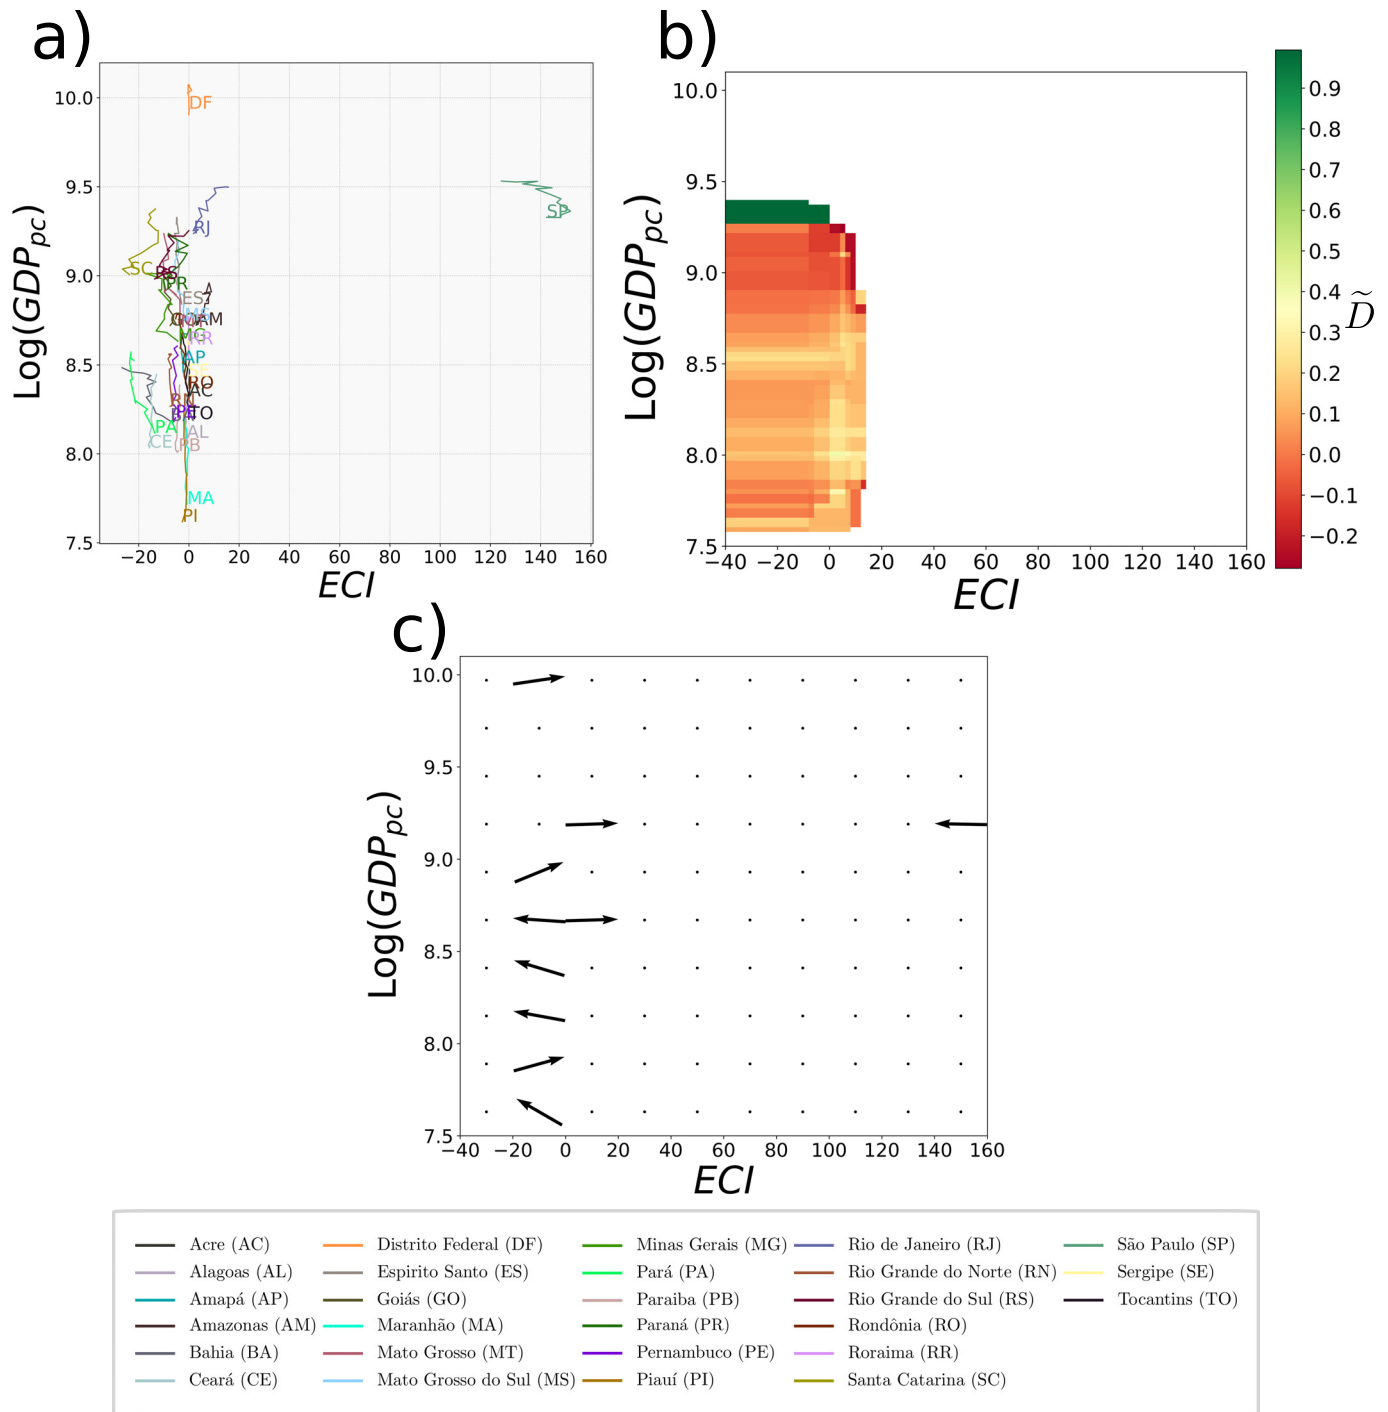 a)
10.0
9.5
9.0
8.5
8.0
7.5
Log(GDP_pc)
DF
SP
RJ
SC
RS
PR
ES
MS
GO
AM
MG
RR
AP
RO
AC
RN
PE
TO
PA
AL
CE
PB
MA
PI
−20 0 20 40 60 80 100 120 140 160
ECI
b)
10.0
9.5
9.0
8.5
8.0
7.5
Log(GDP_pc)
−40 −20 0 20 40 60 80 100 120 140 160
ECI
0.9
0.8
0.7
0.6
0.5
0.4
0.3
0.2
0.1
0.0
−0.1
−0.2
D̃
c)
10.0
9.5
9.0
8.5
8.0
7.5
Log(GDP_pc)
−40 −20 0 20 40 60 80 100 120 140 160
ECI
Acre (AC) Distrito Federal (DF) Minas Gerais (MG) Rio de Janeiro (RJ) São Paulo (SP)
Alagoas (AL) Espirito Santo (ES) Pará (PA) Rio Grande do Norte (RN) Sergipe (SE)
Amapá (AP) Goiás (GO) Paraiba (PB) Rio Grande do Sul (RS) Tocantins (TO)
Amazonas (AM) Maranhão (MA) Paraná (PR) Rondônia (RO)
Bahia (BA) Mato Grosso (MT) Pernambuco (PE) Roraima (RR)
Ceará (CE) Mato Grosso do Sul (MS) Piauí (PI) Santa Catarina (SC)